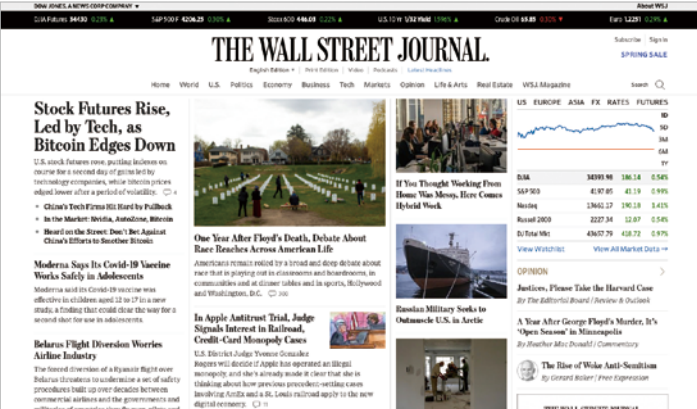 DOW JONES, A NEWS CORP COMPANY ▼
About WSJ
DJIA Futures 34430 0.23% ▲
S&P 500 F 4206.25 0.30% ▲
Stoxx 600 446.03 0.22% ▲
U.S. 10 Yr 1/32 Yield 1.596% ▲
Crude Oil 65.85 0.30% ▼
Euro 1.2251 0.29% ▲
Subscribe Sign In
THE WALL STREET JOURNAL.
SPRING SALE
English Edition ▼ Print Edition Video Podcasts Latest Headlines
Home World U.S. Politics Economy Business Tech Markets Opinion Life & Arts Real Estate WSJ. Magazine Search
Stock Futures Rise,
Led by Tech, as
Bitcoin Edges Down
U.S. stock futures rose, putting indexes on
course for a second day of gains led by
technology companies, while bitcoin prices
edged lower after a period of volatility.
China's Tech Firms Hit Hard by Pullback
In the Market: Nvidia, AutoZone, Bitcoin
Heard on the Street: Don't Bet Against
China's Efforts to Smother Bitcoin
Moderna Says Its Covid-19 Vaccine
Works Safely in Adolescents
Moderna said its Covid-19 vaccine was
effective in children aged 12 to 17 in a new
study, a finding that could clear the way for a
second shot for use in adolescents.
Belarus Flight Diversion Worries
Airline Industry
The forced diversion of a Ryanair flight over
Belarus threatens to undermine a set of safety
procedures built up over decades between
commercial airlines and the governments and
One Year After Floyd's Death, Debate About
Race Reaches Across American Life
Americans remain roiled by a broad and deep debate about
race that is playing out in classrooms and boardrooms, in
communities and at dinner tables and in sports, Hollywood
and Washington, D.C.
In Apple Antitrust Trial, Judge
Signals Interest in Railroad,
Credit-Card Monopoly Cases
U.S. District Judge Yvonne Gonzalez
Rogers will decide if Apple has operated an illegal
monopoly, and she's already made it clear that she is
thinking about how previous precedent-setting cases
involving AmEx and a St. Louis railroad apply to the new
digital economy.
If You Thought Working From
Home Was Messy, Here Comes
Hybrid Work
Russian Military Seeks to
Outmuscle U.S. in Arctic
US EUROPE ASIA FX RATES FUTURES
1D
5D
3M
6M
1Y
DJIA 34393.98 186.14 0.54%
S&P 500 4197.05 41.19 0.99%
Nasdaq 13661.17 190.18 1.41%
Russell 2000 2227.34 12.07 0.54%
DJ Total Mkt 43657.79 418.72 0.97%
View Watchlist View All Market Data →
OPINION
Justices, Please Take the Harvard Case
By The Editorial Board | Review & Outlook
A Year After George Floyd's Murder, It's
'Open Season' in Minneapolis
By Heather Mac Donald | Commentary
The Rise of Woke Anti-Semitism
By Gerard Baker | Free Expression